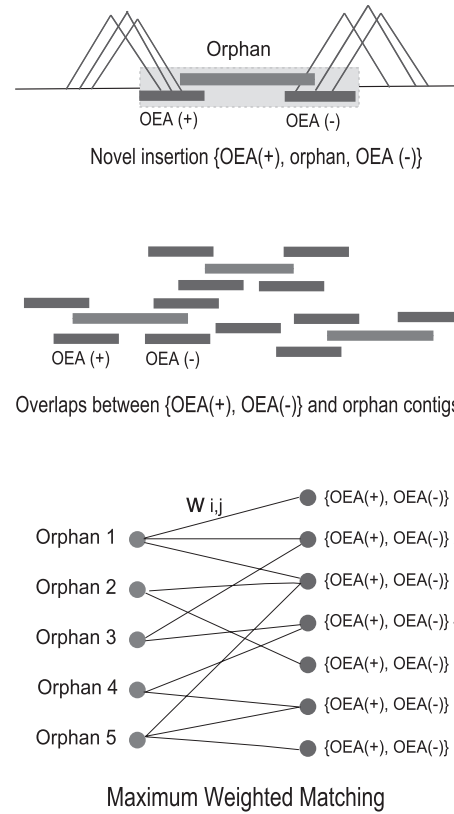 Orphan
OEA (+)
OEA (-)
Novel insertion {OEA(+), orphan, OEA (-)}
OEA (+)
OEA (-)
Overlaps between {OEA(+), OEA(-)} and orphan contigs
W i,j
{OEA(+), OEA(-)}
Orphan 1
{OEA(+), OEA(-)}
{OEA(+), OEA(-)}
Orphan 2
{OEA(+), OEA(-)}
Orphan 3
{OEA(+), OEA(-)}
Orphan 4
{OEA(+), OEA(-)}
Orphan 5
{OEA(+), OEA(-)}
Maximum Weighted Matching